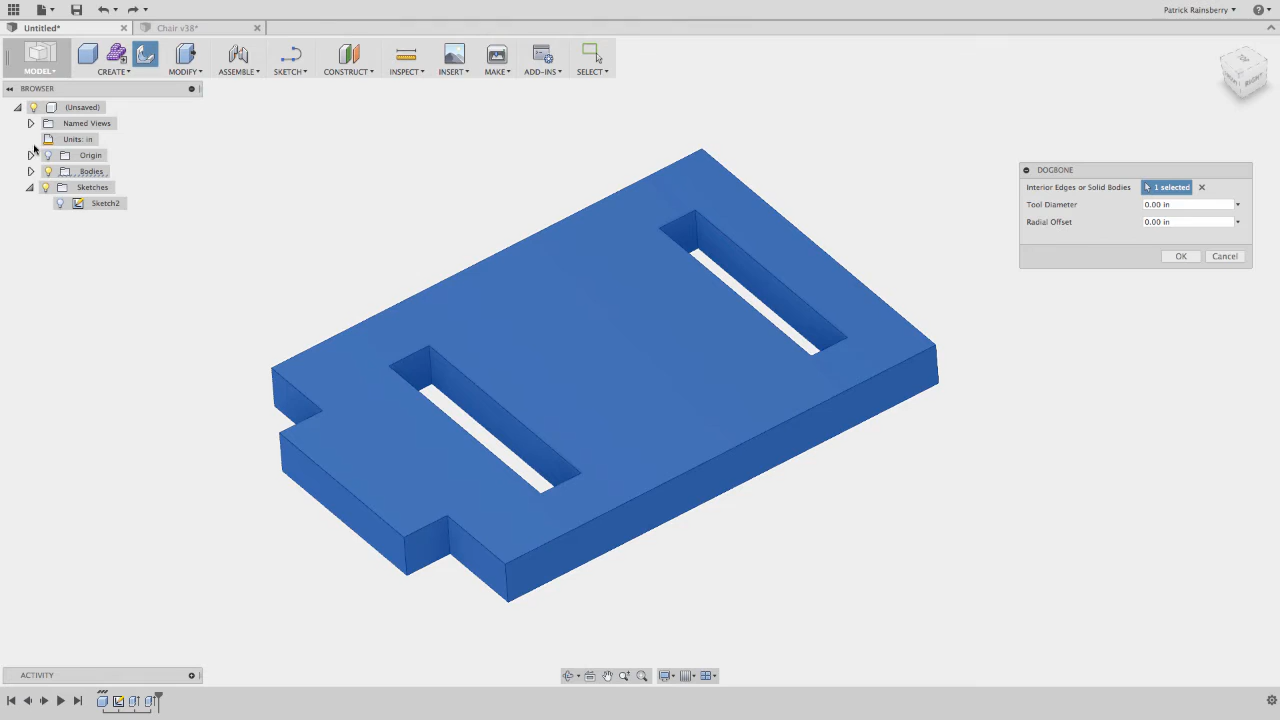 Patrick Rainsberry
Untitled*
Chair v38*
MODEL
CREATE
MODIFY
ASSEMBLE
SKETCH
CONSTRUCT
INSPECT
INSERT
MAKE
ADD-INS
SELECT
BROWSER
(Unsaved)
Named Views
Units: in
Origin
Bodies
Sketches
Sketch2
DOGBONE
Interior Edges or Solid Bodies 1 selected
Tool Diameter 0.00 in
Radial Offset 0.00 in
OK Cancel
ACTIVITY